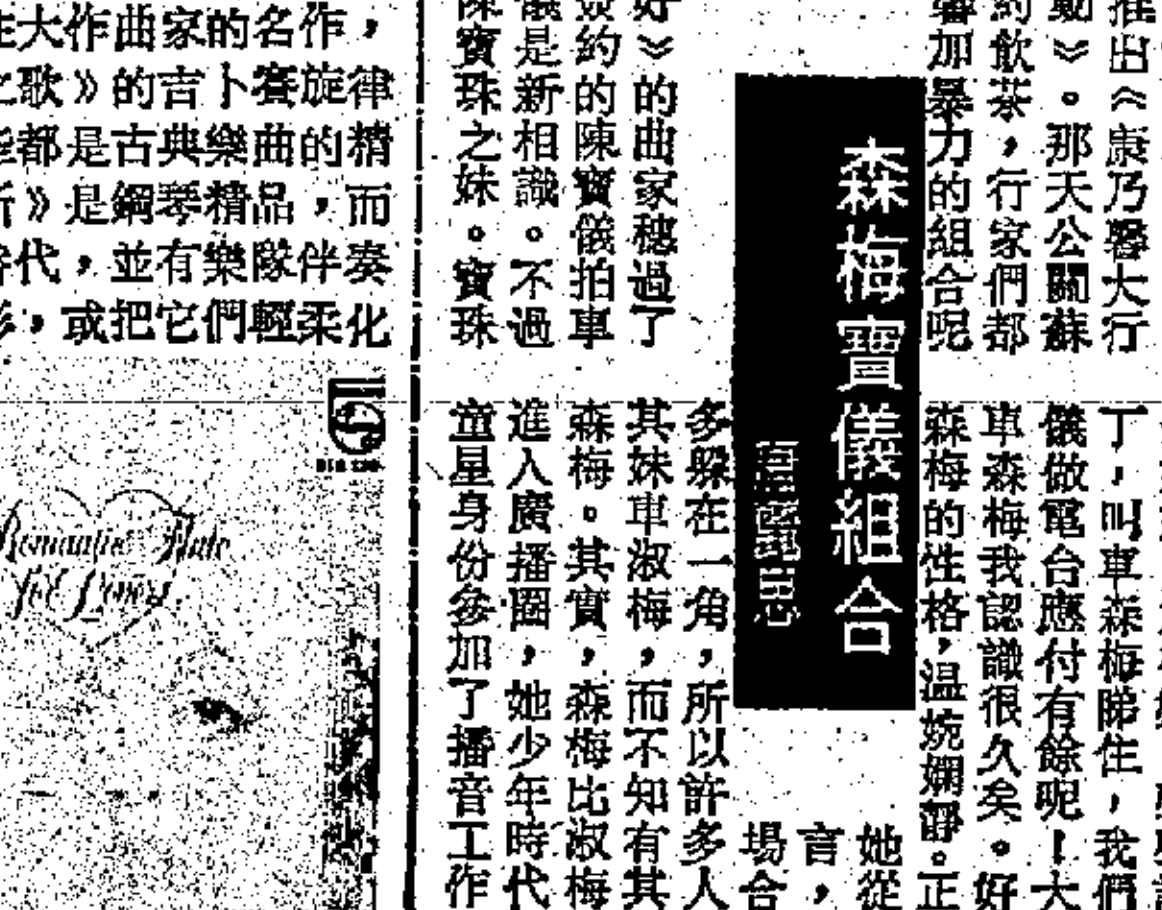 推出《康乃馨大行
動》。那天公關蘇
約飲茶，行家們都
馨加暴力的組合呢
森梅寶儀組合
好》的曲家穗過了
簽約的陳寶儀拍車
儀是新相識。不過
陳寶珠之妹。寶珠
丁，叫車森梅睇住，我們
儀做電台應付有餘呢！大
車森梅我認識很久矣。好
森梅的性格，温婉嫻靜。正
她從
言，
場合
多躲在一角，所以許多人
其妹車淑梅，而不知有其
森梅。其實，森梅比淑梅
進入廣播圈，她少年時代
童星身份參加了播音工作
大作曲家的名作，
之歌》的吉卜賽旋律
都是古典樂曲的精
》是鋼琴精品，而
代，並有樂隊伴奏
，或把它們輕柔化
Romantic Flute
for Lovers